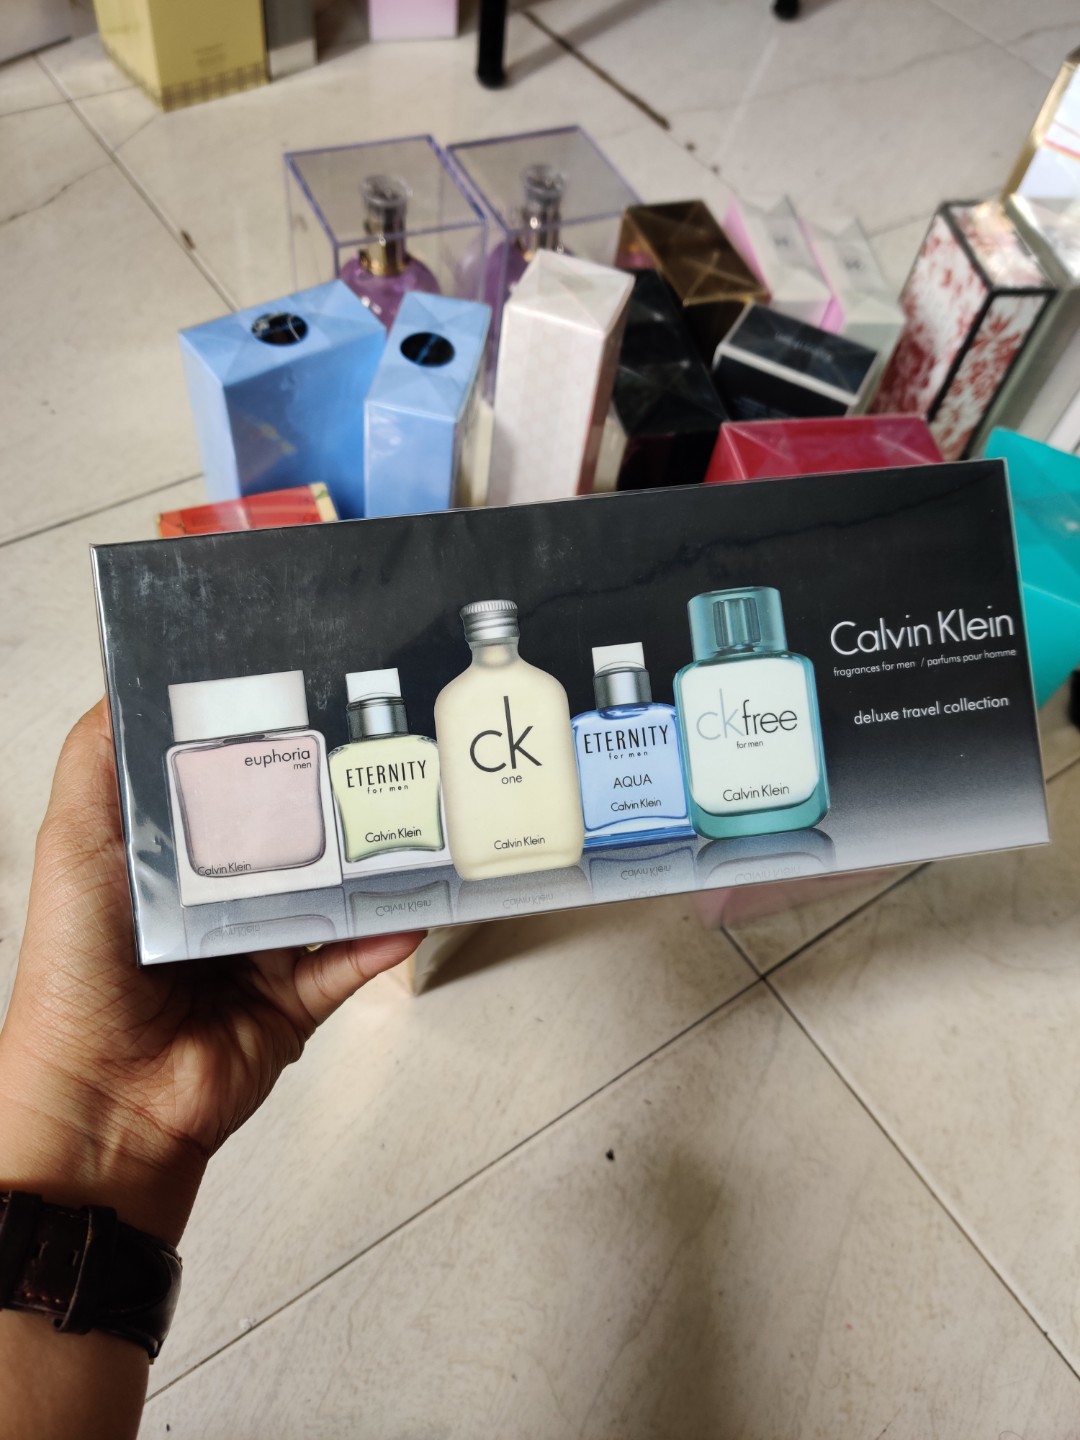 Calvin Klein
fragrances for men / parfums pour homme
deluxe travel collection
euphoria
men
Calvin Klein
ETERNITY
for men
Calvin Klein
ck
one
Calvin Klein
ETERNITY
for men
AQUA
Calvin Klein
ckfree
for men
Calvin Klein